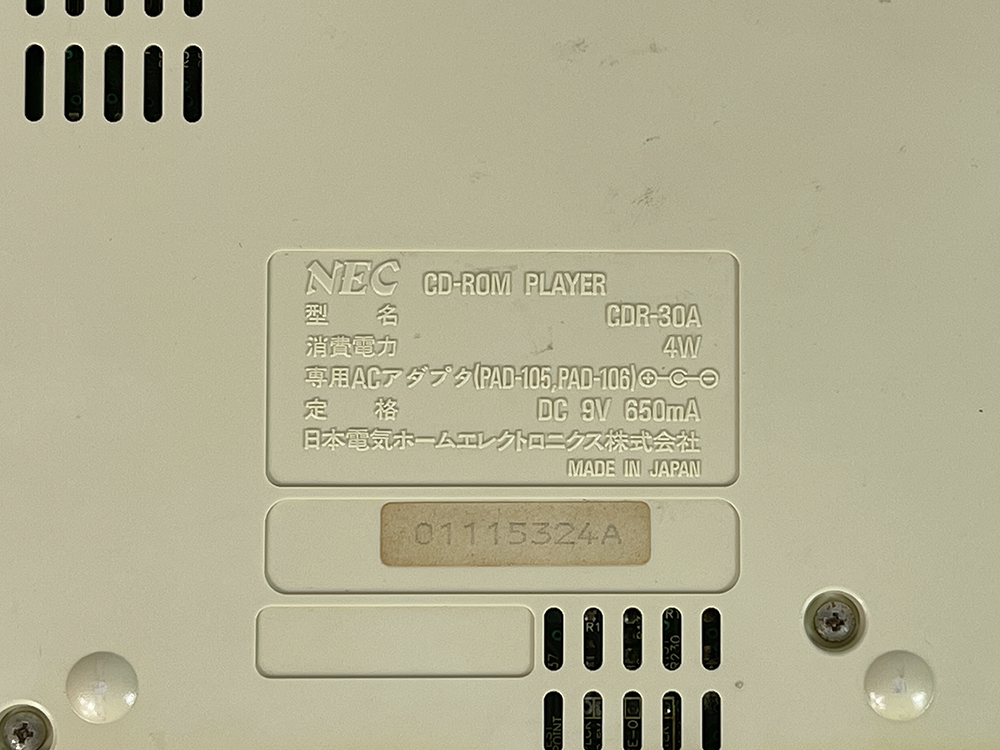 NEC CD-ROM PLAYER
型名 CDR-30A
消費電力 4W
専用ACアダプタ(PAD-105,PAD-106)
定格 DC 9V 650mA
日本電気ホームエレクトロニクス株式会社
MADE IN JAPAN
01115324A
R1
R230